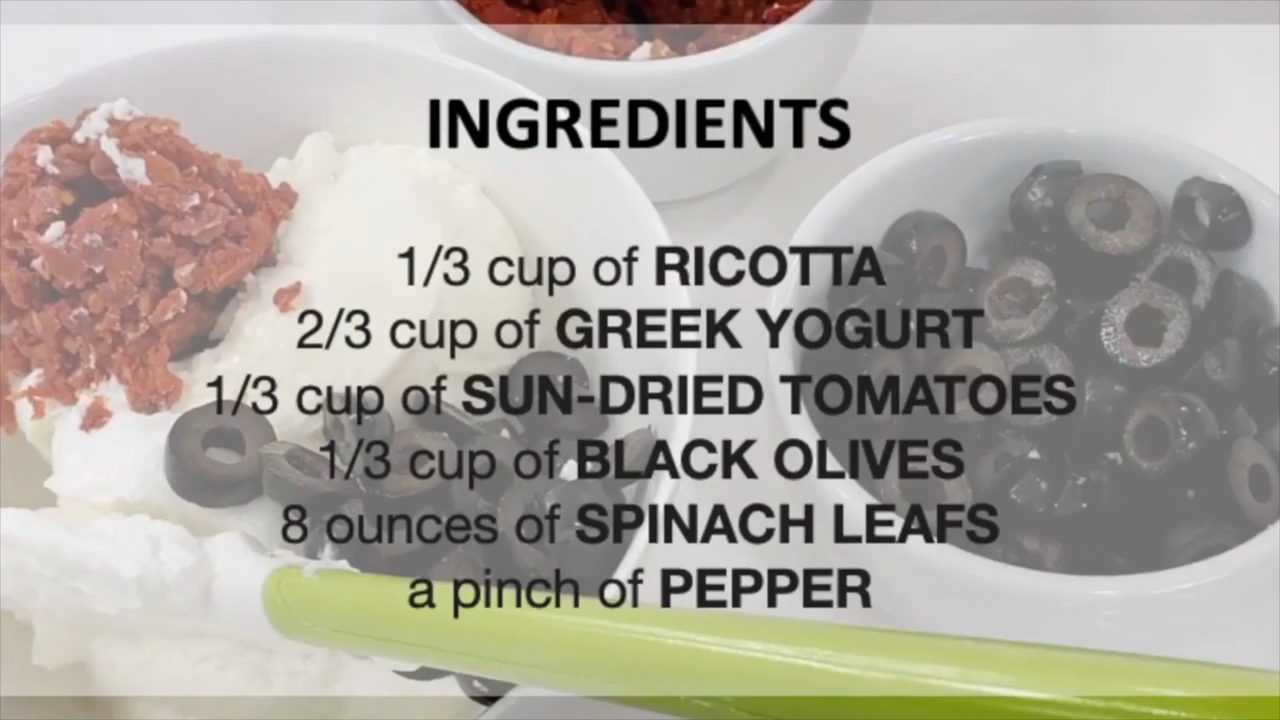 INGREDIENTS
1/3 cup of RICOTTA
2/3 cup of GREEK YOGURT
1/3 cup of SUN-DRIED TOMATOES
1/3 cup of BLACK OLIVES
8 ounces of SPINACH LEAFS
a pinch of PEPPER